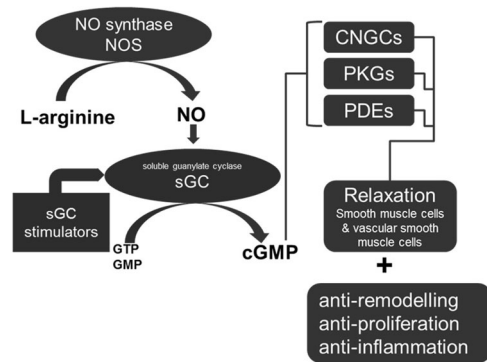 NO synthase
NOS
L-arginine
NO
soluble guanylate cyclase
sGC
sGC
stimulators
GTP
GMP
cGMP
CNGCs
PKGs
PDEs
Relaxation
Smooth muscle cells
& vascular smooth
muscle cells
+
anti-remodelling
anti-proliferation
anti-inflammation